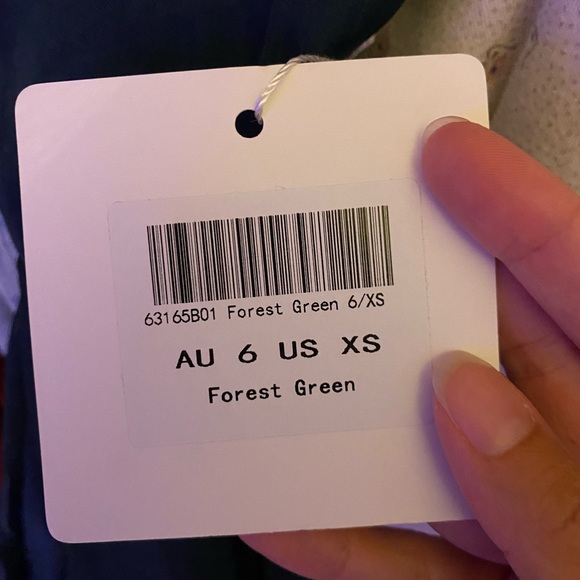 63165B01 Forest Green 6/XS
AU 6 US XS
Forest Green